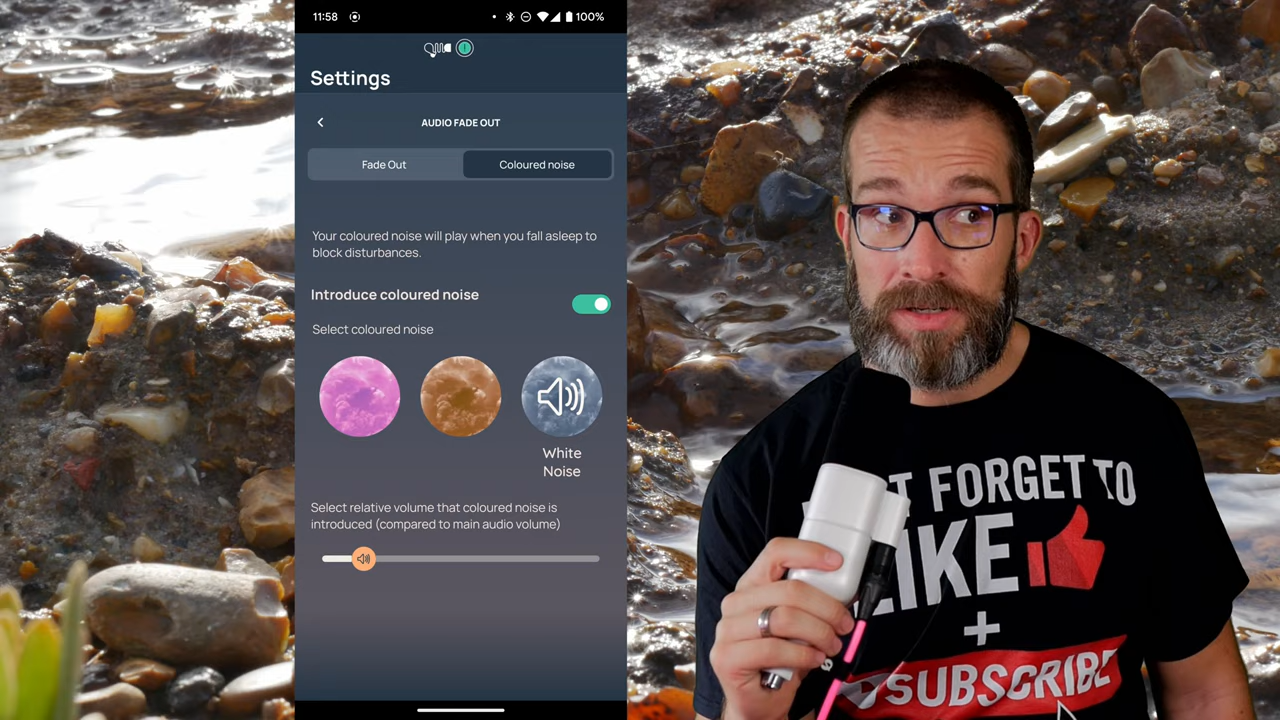 11:58
100%
Settings
AUDIO FADE OUT
Fade Out
Coloured noise
Your coloured noise will play when you fall asleep to
block disturbances.
Introduce coloured noise
Select coloured noise
White
Noise
Select relative volume that coloured noise is
introduced (compared to main audio volume)
FORGET TO
LIKE
+
SUBSCRIBE